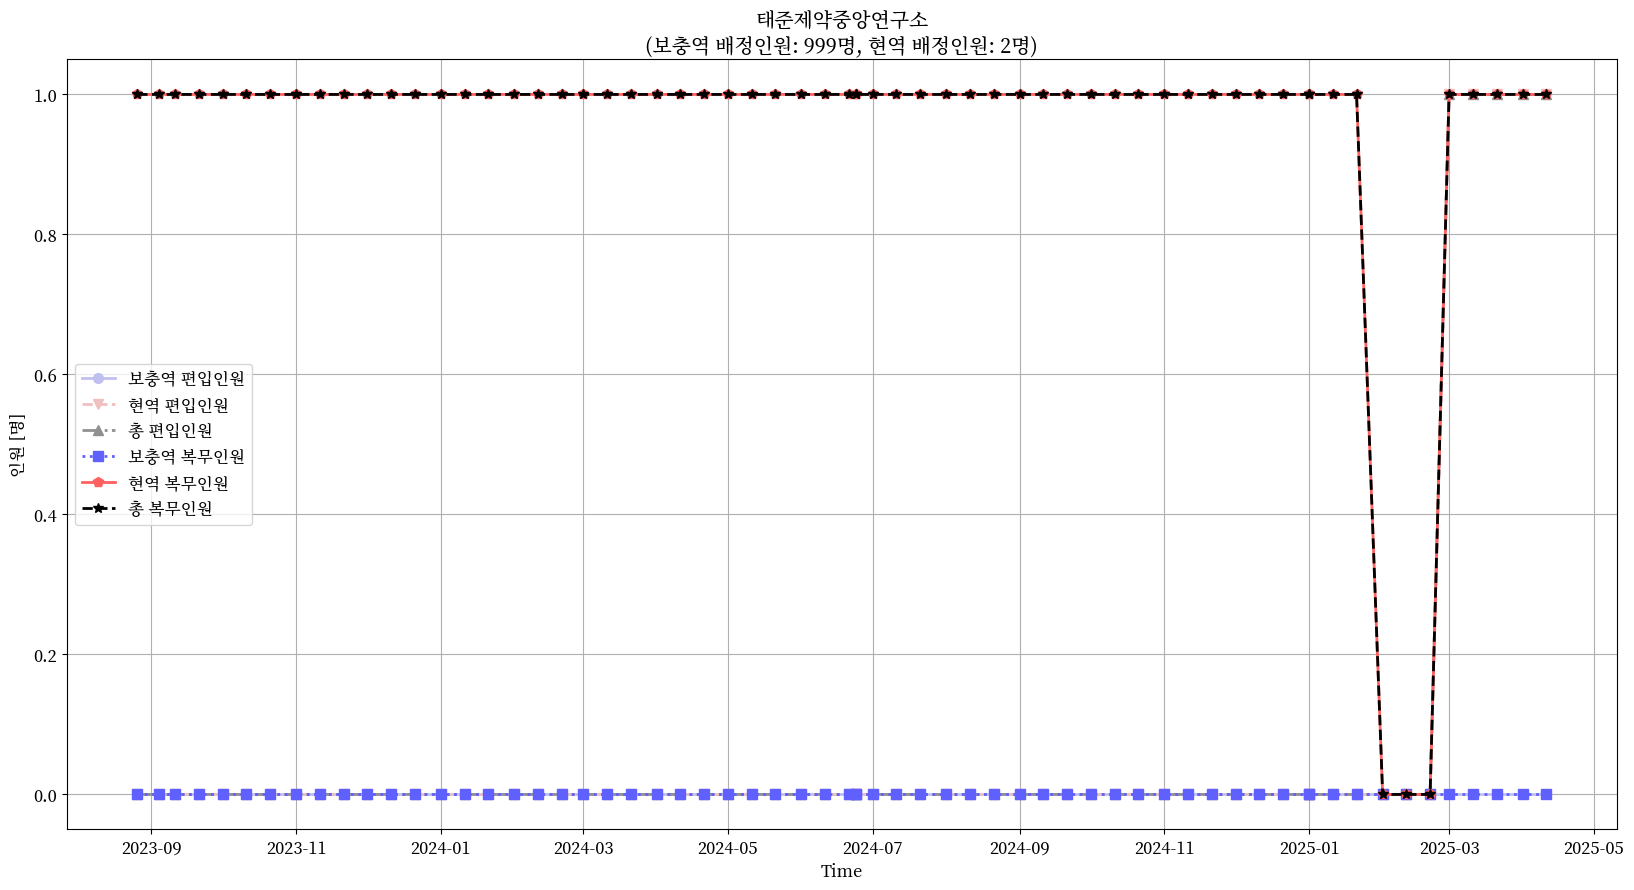 태준제약중앙연구소
(보충역 배정인원: 999명, 현역 배정인원: 2명)
1.0
0.8
0.6
0.4
0.2
0.0
인원 [명]
보충역 편입인원
현역 편입인원
총 편입인원
보충역 복무인원
현역 복무인원
총 복무인원
2023-09
2023-11
2024-01
2024-03
2024-05
2024-07
2024-09
2024-11
2025-01
2025-03
2025-05
Time